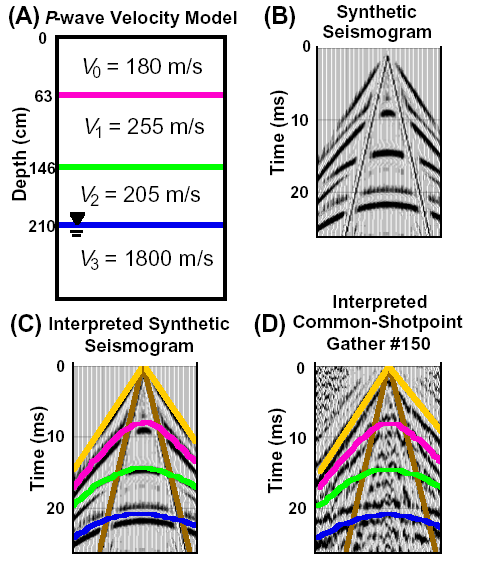 (A) P-wave Velocity Model
0
V0 = 180 m/s
63
V1 = 255 m/s
146
V2 = 205 m/s
210
V3 = 1800 m/s
Depth (cm)
(B) Synthetic
Seismogram
0
10
20
Time (ms)
(C) Interpreted Synthetic
Seismogram
0
10
20
Time (ms)
(D) Interpreted
Common-Shotpoint
Gather #150
0
10
20
Time (ms)